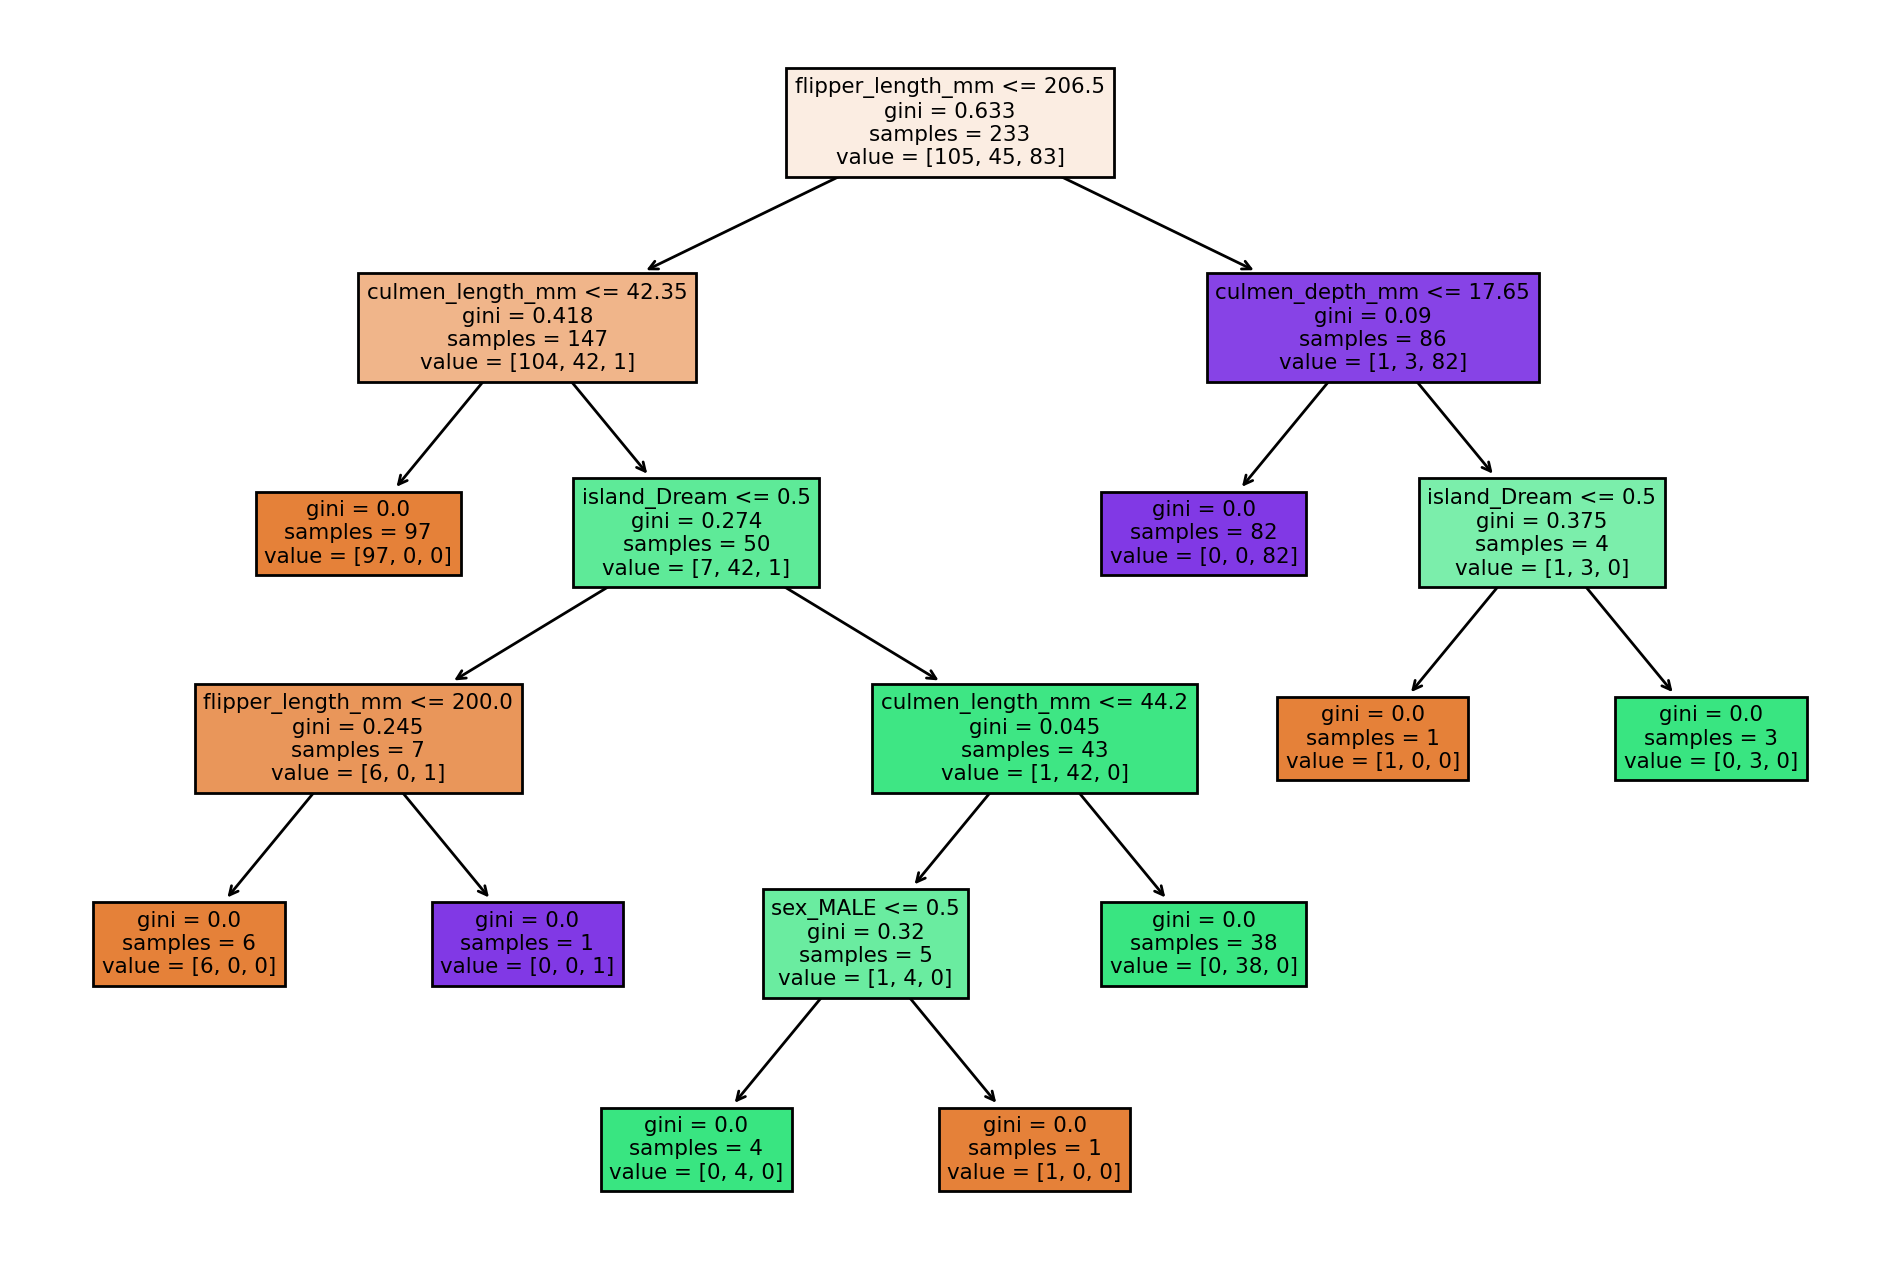 flipper_length_mm <= 206.5
gini = 0.633
samples = 233
value = [105, 45, 83]
culmen_length_mm <= 42.35
gini = 0.418
samples = 147
value = [104, 42, 1]
culmen_depth_mm <= 17.65
gini = 0.09
samples = 86
value = [1, 3, 82]
gini = 0.0
samples = 97
value = [97, 0, 0]
island_Dream <= 0.5
gini = 0.274
samples = 50
value = [7, 42, 1]
gini = 0.0
samples = 82
value = [0, 0, 82]
island_Dream <= 0.5
gini = 0.375
samples = 4
value = [1, 3, 0]
flipper_length_mm <= 200.0
gini = 0.245
samples = 7
value = [6, 0, 1]
culmen_length_mm <= 44.2
gini = 0.045
samples = 43
value = [1, 42, 0]
gini = 0.0
samples = 1
value = [1, 0, 0]
gini = 0.0
samples = 3
value = [0, 3, 0]
gini = 0.0
samples = 6
value = [6, 0, 0]
gini = 0.0
samples = 1
value = [0, 0, 1]
sex_MALE <= 0.5
gini = 0.32
samples = 5
value = [1, 4, 0]
gini = 0.0
samples = 38
value = [0, 38, 0]
gini = 0.0
samples = 4
value = [0, 4, 0]
gini = 0.0
samples = 1
value = [1, 0, 0]